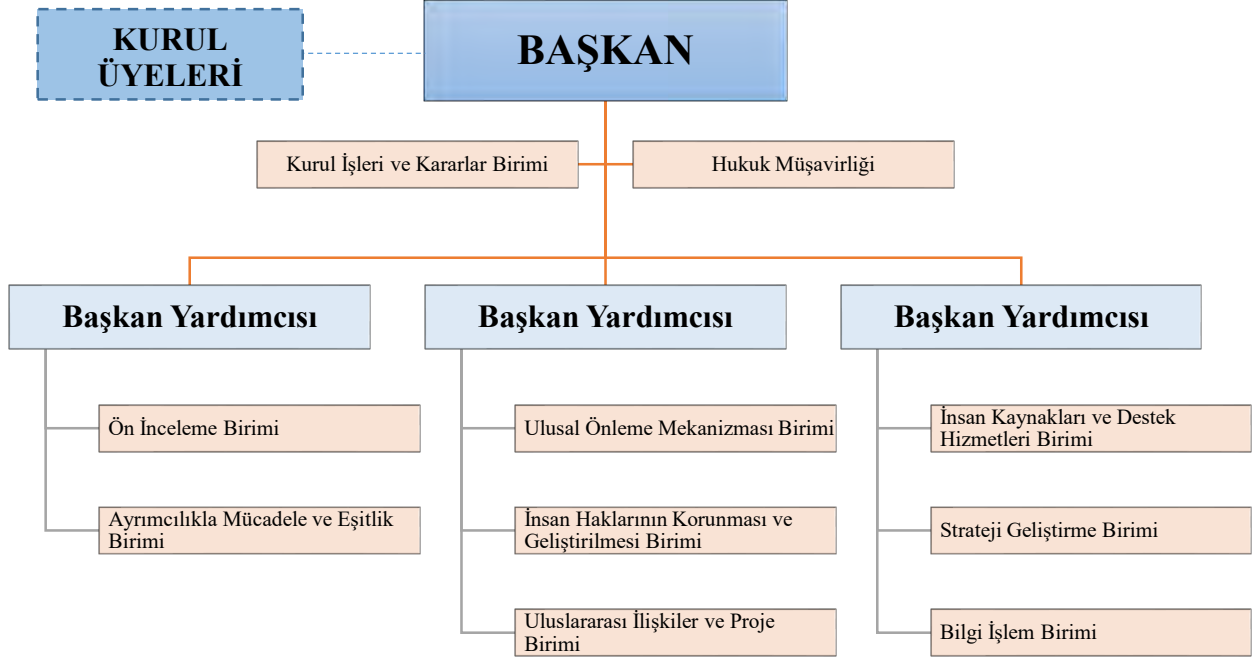 KURUL
ÜYELERİ
BAŞKAN
Kurul İşleri ve Kararlar Birimi
Hukuk Müşavirliği
Başkan Yardımcısı
Ön İnceleme Birimi
Ayrımcılıkla Mücadele ve Eşitlik
Birimi
Başkan Yardımcısı
Ulusal Önleme Mekanizması Birimi
İnsan Haklarının Korunması ve
Geliştirilmesi Birimi
Uluslararası İlişkiler ve Proje
Birimi
Başkan Yardımcısı
İnsan Kaynakları ve Destek
Hizmetleri Birimi
Strateji Geliştirme Birimi
Bilgi İşlem Birimi